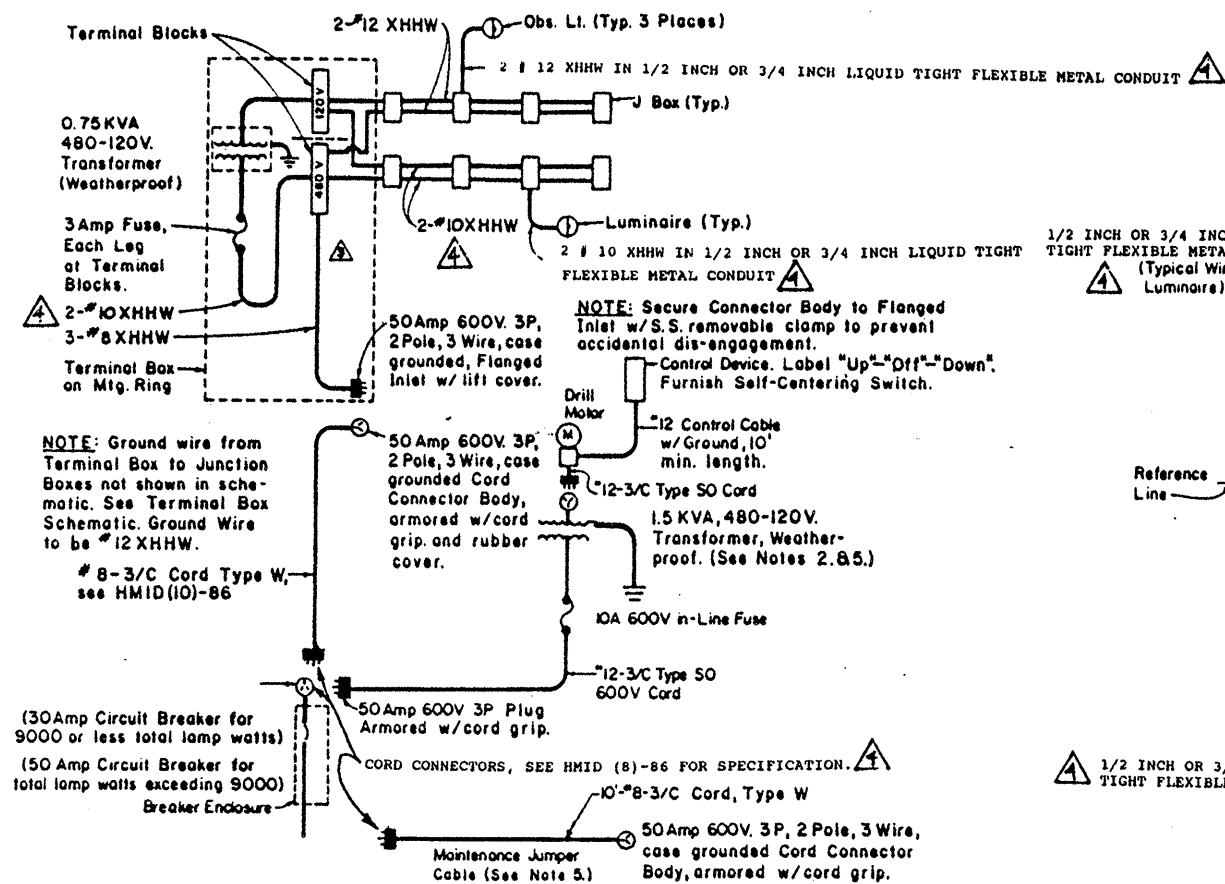 Terminal Blocks
2-#12 XHHW
Obs. Lt. (Typ. 3 Places)
2 # 12 XHHW IN 1/2 INCH OR 3/4 INCH LIQUID TIGHT FLEXIBLE METAL CONDUIT 4
J Box (Typ.)
120 V
480 V
0.75 KVA
480-120V.
Transformer
(Weatherproof)
3 Amp Fuse,
Each Leg
at Terminal
Blocks.
4 2-#10 XHHW
3-#8 XHHW
Terminal Box
on Mtg. Ring
3
2-#10 XHHW
4
Luminaire (Typ.)
2 # 10 XHHW IN 1/2 INCH OR 3/4 INCH LIQUID TIGHT
FLEXIBLE METAL CONDUIT 4
1/2 INCH OR 3/4 INC
TIGHT FLEXIBLE META
4 (Typical Wir
Luminaire)
50 Amp 600V. 3P,
2 Pole, 3 Wire, case
grounded, Flanged
Inlet w/ lift cover.
NOTE: Secure Connector Body to Flanged
Inlet w/ S.S. removable clamp to prevent
accidental dis-engagement.
Control Device. Label "Up"-"Off"-"Down".
Furnish Self-Centering Switch.
Drill
Motor
M
#12 Control Cable
w/ Ground, 10'
min. length.
#12-3/C Type SO Cord
1.5 KVA, 480-120V.
Transformer, Weather-
proof. (See Notes 2.&5.)
10A 600V in-Line Fuse
#12-3/C Type SO
600V Cord
NOTE: Ground wire from
Terminal Box to Junction
Boxes not shown in sche-
matic. See Terminal Box
Schematic. Ground Wire
to be #12 XHHW.
#8-3/C Cord Type W,
see HMID(10)-86
50 Amp 600V. 3P,
2 Pole, 3 Wire, case
grounded Cord
Connector Body,
armored w/cord
grip. and rubber
cover.
Reference
Line
50 Amp 600V 3P Plug
Armored w/cord grip.
(30 Amp Circuit Breaker for
9000 or less total lamp watts)
(50 Amp Circuit Breaker for
total lamp watts exceeding 9000)
Breaker Enclosure
CORD CONNECTORS, SEE HMID (8)-86 FOR SPECIFICATION. 4
4 1/2 INCH OR 3/
TIGHT FLEXIBLE
10'-#8-3/C Cord, Type W
Maintenance Jumper
Cable (See Note 5.)
50 Amp 600V. 3P, 2 Pole, 3 Wire,
case grounded Cord Connector
Body, armored w/cord grip.